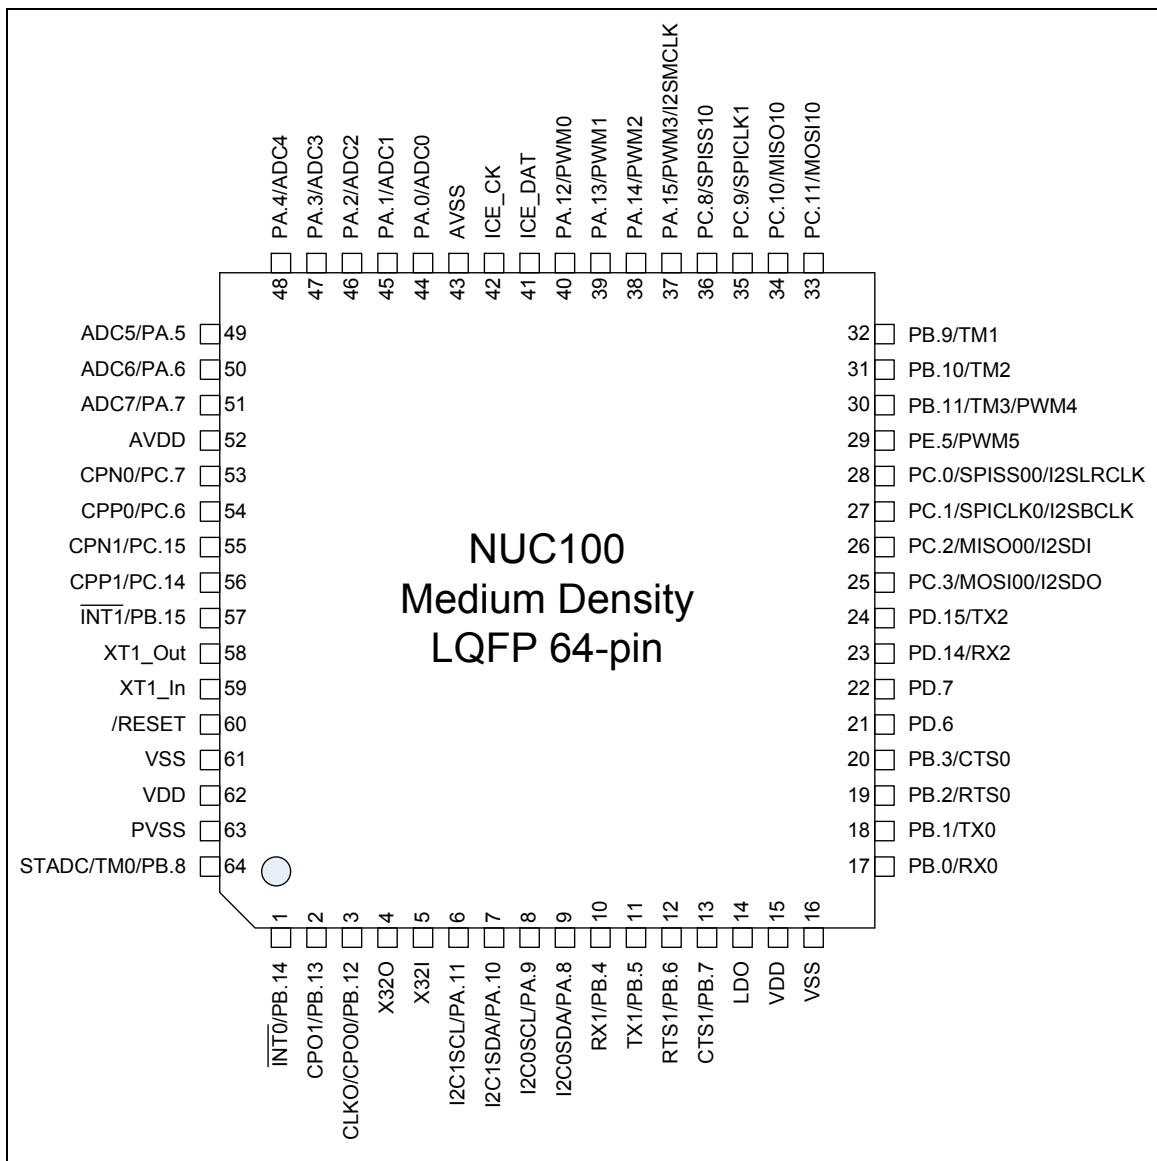 PA.4/ADC4
PA.3/ADC3
PA.2/ADC2
PA.1/ADC1
PA.0/ADC0
AVSS
ICE_CK
ICE_DAT
PA.12/PWM0
PA.13/PWM1
PA.14/PWM2
PA.15/PWM3/I2SMCLK
PC.8/SPISS10
PC.9/SPICLK1
PC.10/MISO10
PC.11/MOSI10
48
47
46
45
44
43
42
41
40
39
38
37
36
35
34
33
ADC5/PA.5 49
ADC6/PA.6 50
ADC7/PA.7 51
AVDD 52
CPN0/PC.7 53
CPP0/PC.6 54
CPN1/PC.15 55
CPP1/PC.14 56
INT1/PB.15 57
XT1_Out 58
XT1_In 59
/RESET 60
VSS 61
VDD 62
PVSS 63
STADC/TM0/PB.8 64
NUC100
Medium Density
LQFP 64-pin
32 PB.9/TM1
31 PB.10/TM2
30 PB.11/TM3/PWM4
29 PE.5/PWM5
28 PC.0/SPISS00/I2SLRCLK
27 PC.1/SPICLK0/I2SBCLK
26 PC.2/MISO00/I2SDI
25 PC.3/MOSI00/I2SDO
24 PD.15/TX2
23 PD.14/RX2
22 PD.7
21 PD.6
20 PB.3/CTS0
19 PB.2/RTS0
18 PB.1/TX0
17 PB.0/RX0
1
2
3
4
5
6
7
8
9
10
11
12
13
14
15
16
INT0/PB.14
CPO1/PB.13
CLKO/CPO0/PB.12
X32O
X32I
I2C1SCL/PA.11
I2C1SDA/PA.10
I2C0SCL/PA.9
I2C0SDA/PA.8
RX1/PB.4
TX1/PB.5
RTS1/PB.6
CTS1/PB.7
LDO
VDD
VSS